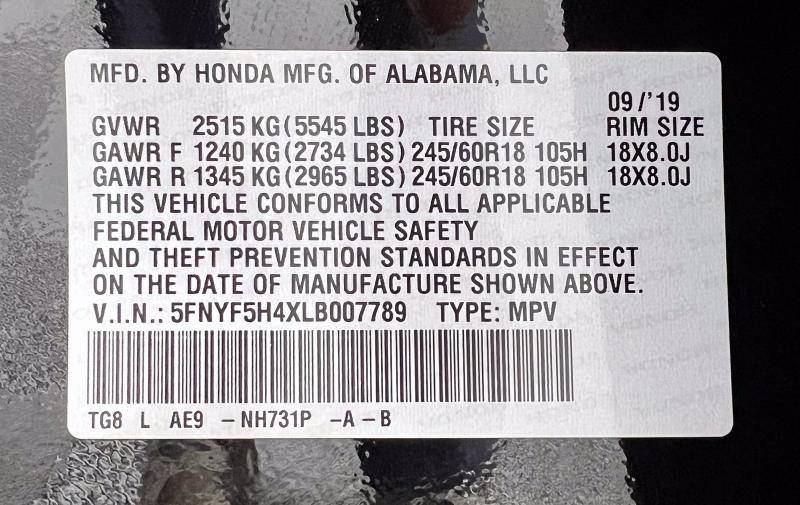 MFD. BY HONDA MFG. OF ALABAMA, LLC
09/'19
GVWR 2515 KG (5545 LBS) TIRE SIZE RIM SIZE
GAWR F 1240 KG (2734 LBS) 245/60R18 105H 18X8.0J
GAWR R 1345 KG (2965 LBS) 245/60R18 105H 18X8.0J
THIS VEHICLE CONFORMS TO ALL APPLICABLE
FEDERAL MOTOR VEHICLE SAFETY
AND THEFT PREVENTION STANDARDS IN EFFECT
ON THE DATE OF MANUFACTURE SHOWN ABOVE.
V.I.N.: 5FNYF5H4XLB007789 TYPE: MPV
TG8 L AE9 – NH731P –A –B